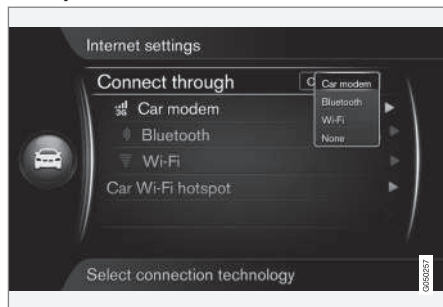 Internet settings
Connect through
Car modem
Bluetooth
Wi-Fi
None
3G Car modem
Bluetooth
Wi-Fi
Car Wi-Fi hotspot
Select connection technology
G050257